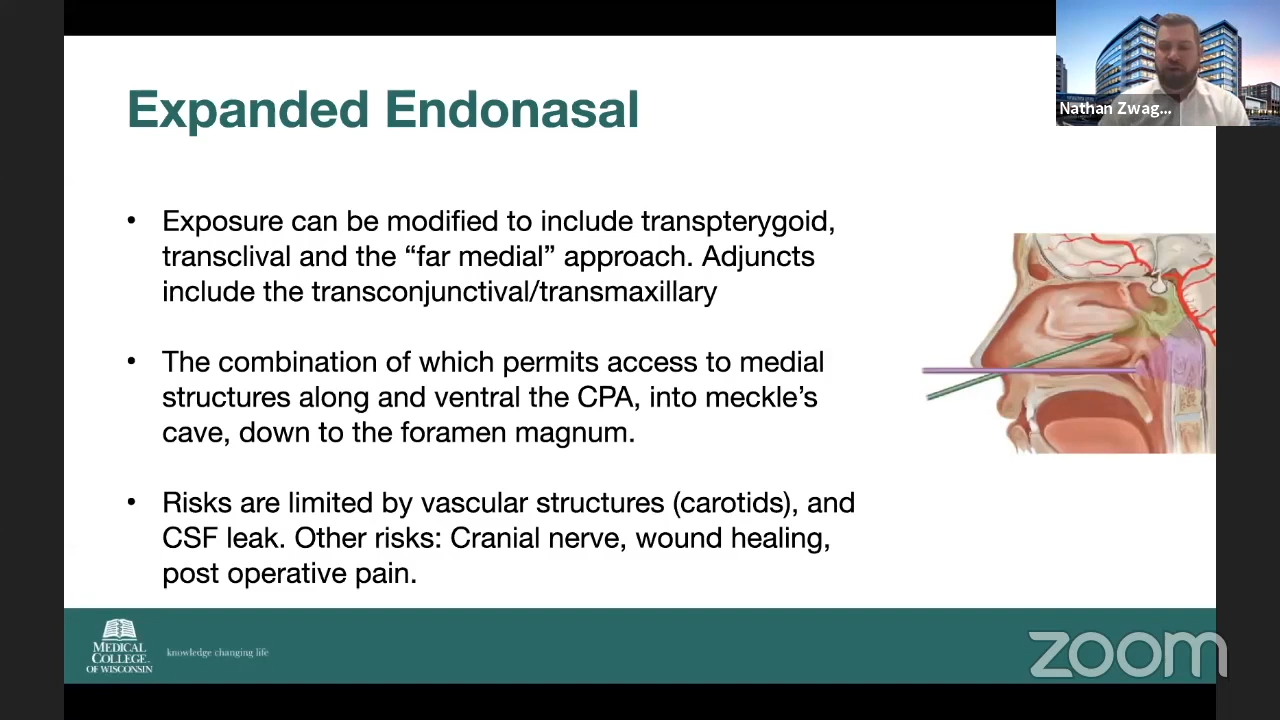 Nathan Zwag...
Expanded Endonasal
• Exposure can be modified to include transpterygoid,
transclival and the “far medial” approach. Adjuncts
include the transconjunctival/transmaxillary
• The combination of which permits access to medial
structures along and ventral the CPA, into meckle’s
cave, down to the foramen magnum.
• Risks are limited by vascular structures (carotids), and
CSF leak. Other risks: Cranial nerve, wound healing,
post operative pain.
MEDICAL
COLLEGE
OF WISCONSIN
knowledge changing life
zoom